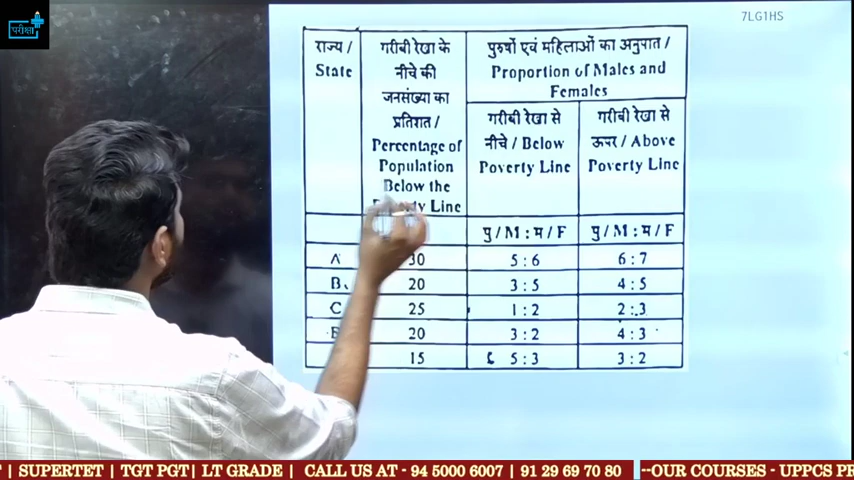 परीक्षा
7LG1HS
राज्य /
State
गरीबी रेखा के
नीचे की
जनसंख्या का
प्रतिशत /
Percentage of
Population
Below the
Line
पुरुषों एवं महिलाओं का अनुपात /
Proportion of Males and
Females
गरीबी रेखा से
नीचे / Below
Poverty Line
गरीबी रेखा से
ऊपर / Above
Poverty Line
पु / M : म / F
पु / M : म / F
A 30 5 : 6 6 : 7
B 20 3 : 5 4 : 5
C 25 1 : 2 2 : 3
20 3 : 2 4 : 3
15 5 : 3 3 : 2
| SUPERTET | TGT PGT| LT GRADE | CALL US AT - 94 5000 6007 | 91 29 69 70 80
--OUR COURSES - UPPCS